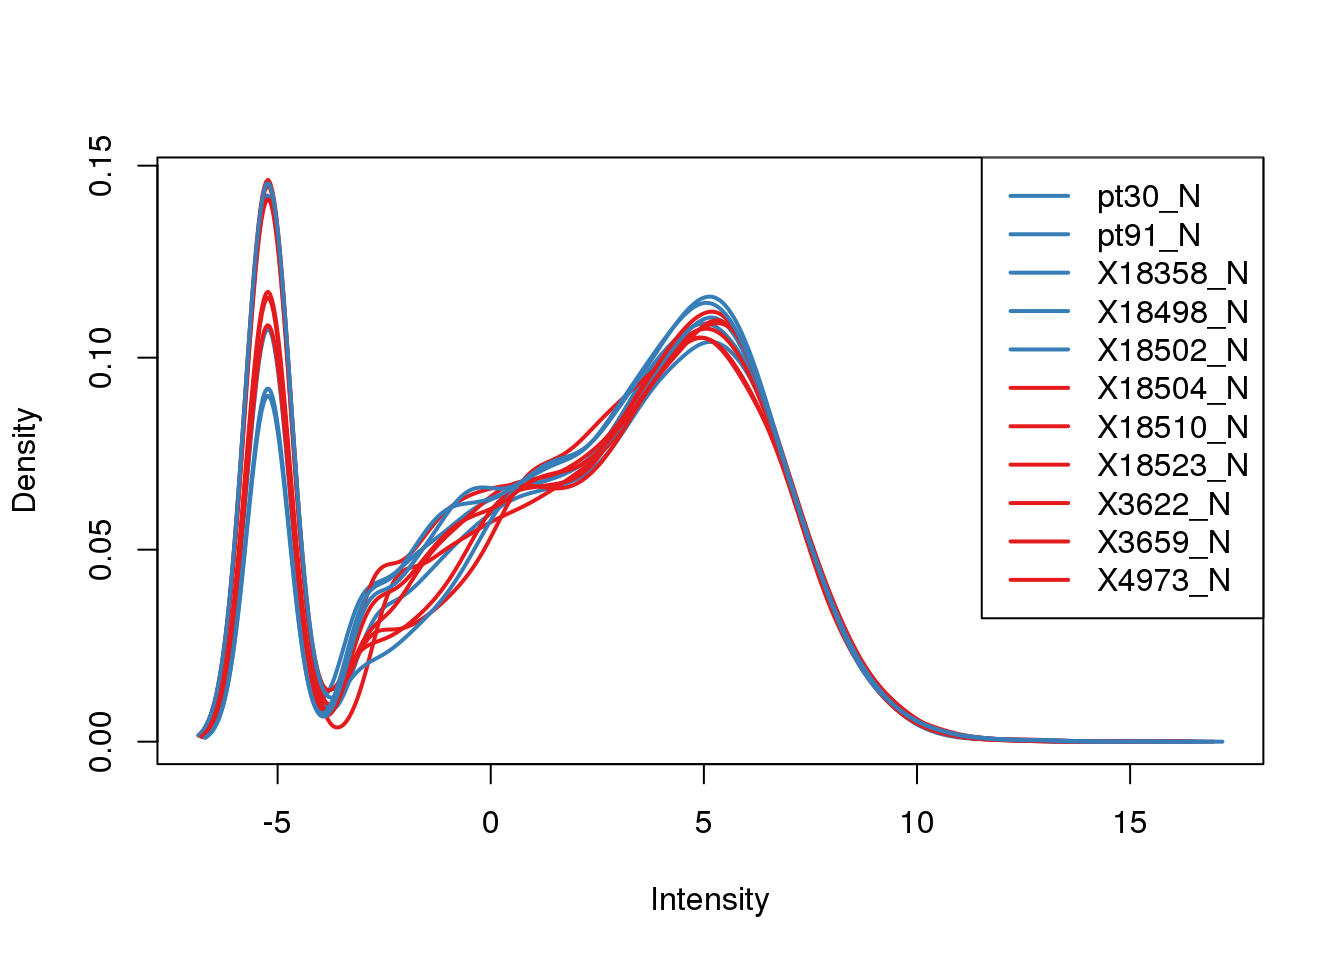 0.15
0.10
0.05
0.00
Density
-5
0
5
10
15
Intensity
pt30_N
pt91_N
X18358_N
X18498_N
X18502_N
X18504_N
X18510_N
X18523_N
X3622_N
X3659_N
X4973_N